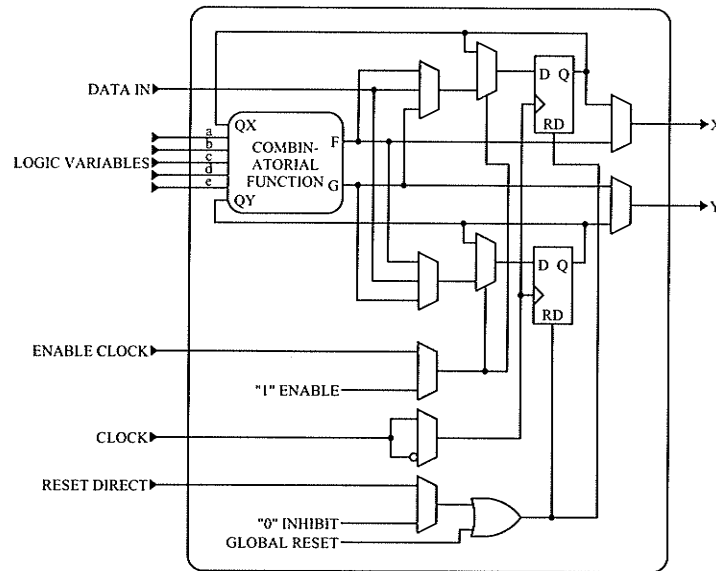 DATA IN
D Q
RD
X
QX
a
b
c
d
e
COMBIN-
ATORIAL
FUNCTION
F
G
QY
LOGIC VARIABLES
Y
D Q
RD
ENABLE CLOCK
"1" ENABLE
CLOCK
RESET DIRECT
"0" INHIBIT
GLOBAL RESET